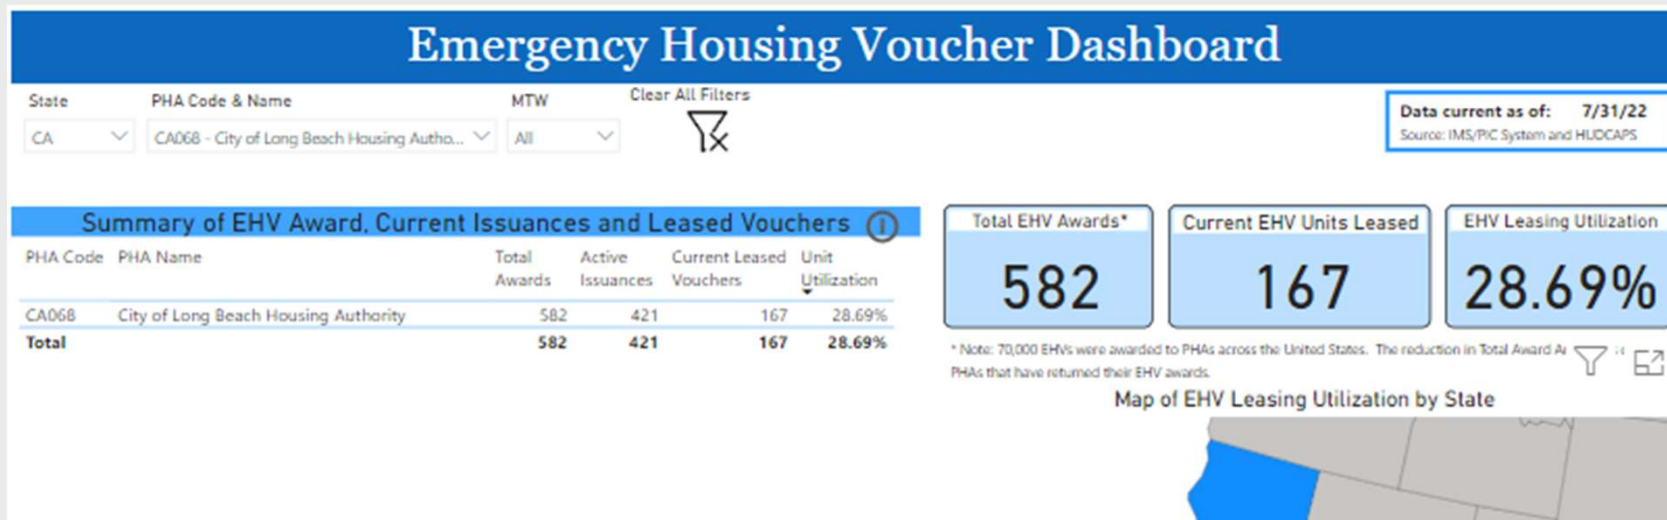 Emergency Housing Voucher Dashboard
State PHA Code & Name MTW Clear All Filters
CA CA068 - City of Long Beach Housing Autho... All
Data current as of: 7/31/22
Source: IMS/PIC System and HUDCAPS
Summary of EHV Award, Current Issuances and Leased Vouchers
PHA Code PHA Name Total Awards Active Issuances Current Leased Vouchers Unit Utilization
CA068 City of Long Beach Housing Authority 582 421 167 28.69%
Total 582 421 167 28.69%
Total EHV Awards* Current EHV Units Leased EHV Leasing Utilization
582 167 28.69%
* Note: 70,000 EHVs were awarded to PHAs across the United States. The reduction in Total Award
PHAs that have returned their EHV awards.
Map of EHV Leasing Utilization by State